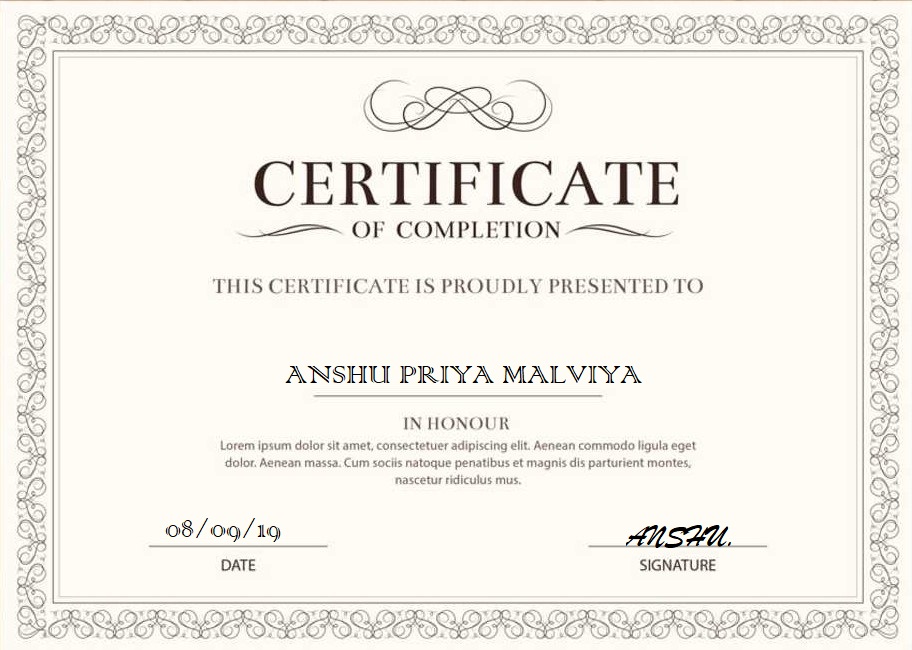 CERTIFICATE
OF COMPLETION
THIS CERTIFICATE IS PROUDLY PRESENTED TO
ANSHU PRIYA MALVIYA
IN HONOUR
Lorem ipsum dolor sit amet, consectetuer adipiscing elit. Aenean commodo ligula eget
dolor. Aenean massa. Cum sociis natoque penatibus et magnis dis parturient montes,
nascetur ridiculus mus.
08/09/19 ANSHU.
DATE SIGNATURE